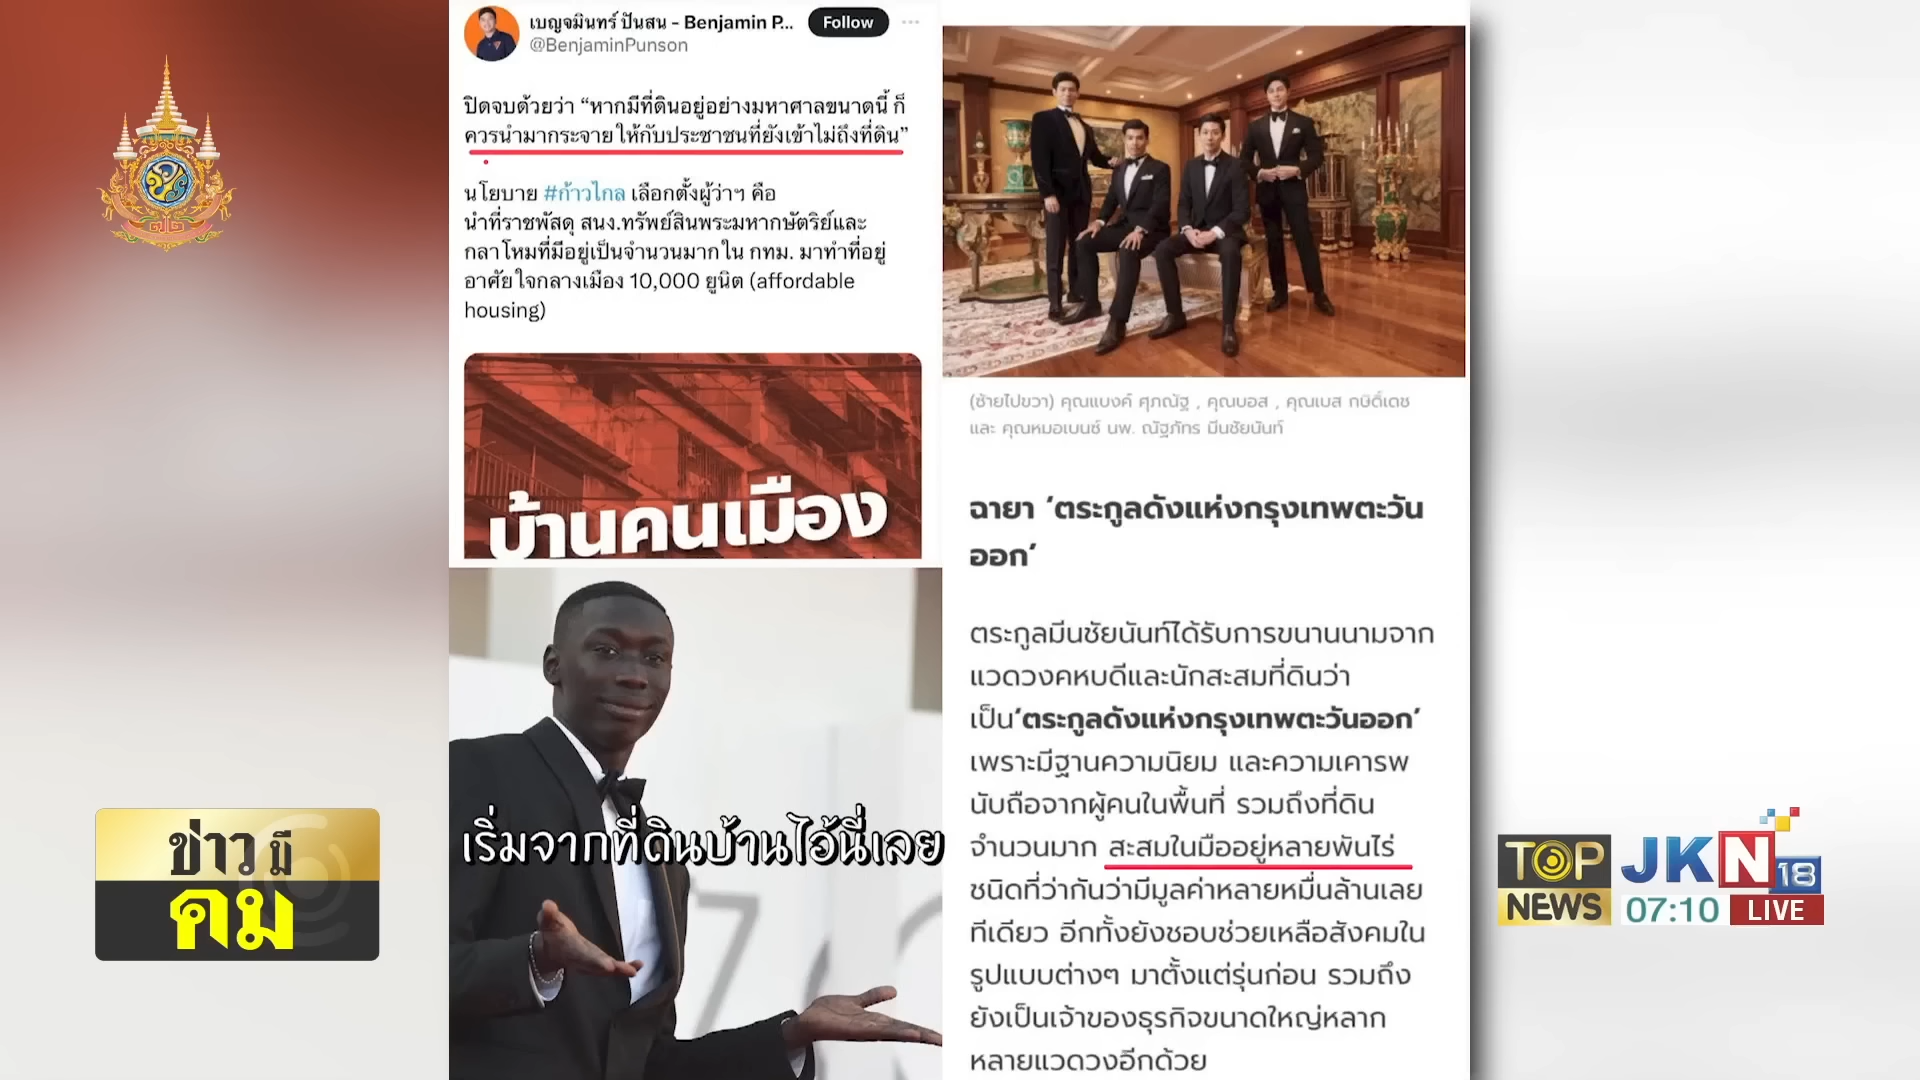 เบญจมินทร์ ปันสน - Benjamin P...
Follow
@BenjaminPunson
ปิดจบด้วยว่า “หากมีที่ดินอยู่อย่างมหาศาลขนาดนี้ ก็
ควรนำมากระจายให้กับประชาชนที่ยังเข้าไม่ถึงที่ดิน”
นโยบาย #ก้าวไกล เลือกตั้งผู้ว่าฯ คือ
นำที่ราชพัสดุ สนง.ทรัพย์สินพระมหากษัตริย์และ
กลาโหมที่มีอยู่เป็นจำนวนมากใน กทม. มาทำที่อยู่
อาศัยใจกลางเมือง 10,000 ยูนิต (affordable
housing)
บ้านคนเมือง
เริ่มจากที่ดินบ้านไอ้นี่เลย
(ซ้ายไปขวา) คุณแบงค์ ศุภณัฐ , คุณบอส , คุณเบส กษิดิ์เดช
และ คุณหมอเบนซ์ นพ. ณัฐภัทร มีนชัยนันท์
ฉายา ‘ตระกูลดังแห่งกรุงเทพตะวัน
ออก’
ตระกูลมีนชัยนันท์ได้รับการขนานนามจาก
แวดวงคหบดีและนักสะสมที่ดินว่า
เป็น‘ตระกูลดังแห่งกรุงเทพตะวันออก’
เพราะมีฐานความนิยม และความเคารพ
นับถือจากผู้คนในพื้นที่ รวมถึงที่ดิน
จำนวนมาก สะสมในมืออยู่หลายพันไร่
ชนิดที่ว่ากันว่ามีมูลค่าหลายหมื่นล้านเลย
ทีเดียว อีกทั้งยังชอบช่วยเหลือสังคมใน
รูปแบบต่างๆ มาตั้งแต่รุ่นก่อน รวมถึง
ยังเป็นเจ้าของธุรกิจขนาดใหญ่หลาก
หลายแวดวงอีกด้วย
ข่าวมี
คม
TOP
NEWS
JKN18
07:10
LIVE